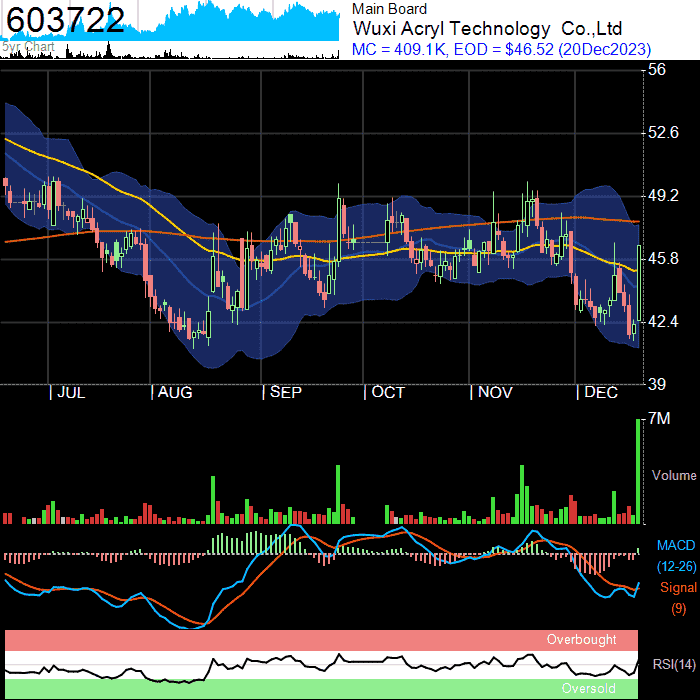 603722
5yr Chart
Main Board
Wuxi Acryl Technology Co.,Ltd
MC = 409.1K, EOD = $46.52 (20Dec2023)
56
52.6
49.2
45.8
42.4
39
JUL AUG SEP OCT NOV DEC
7M
Volume
MACD
(12-26)
Signal
(9)
Overbought
RSI(14)
Oversold